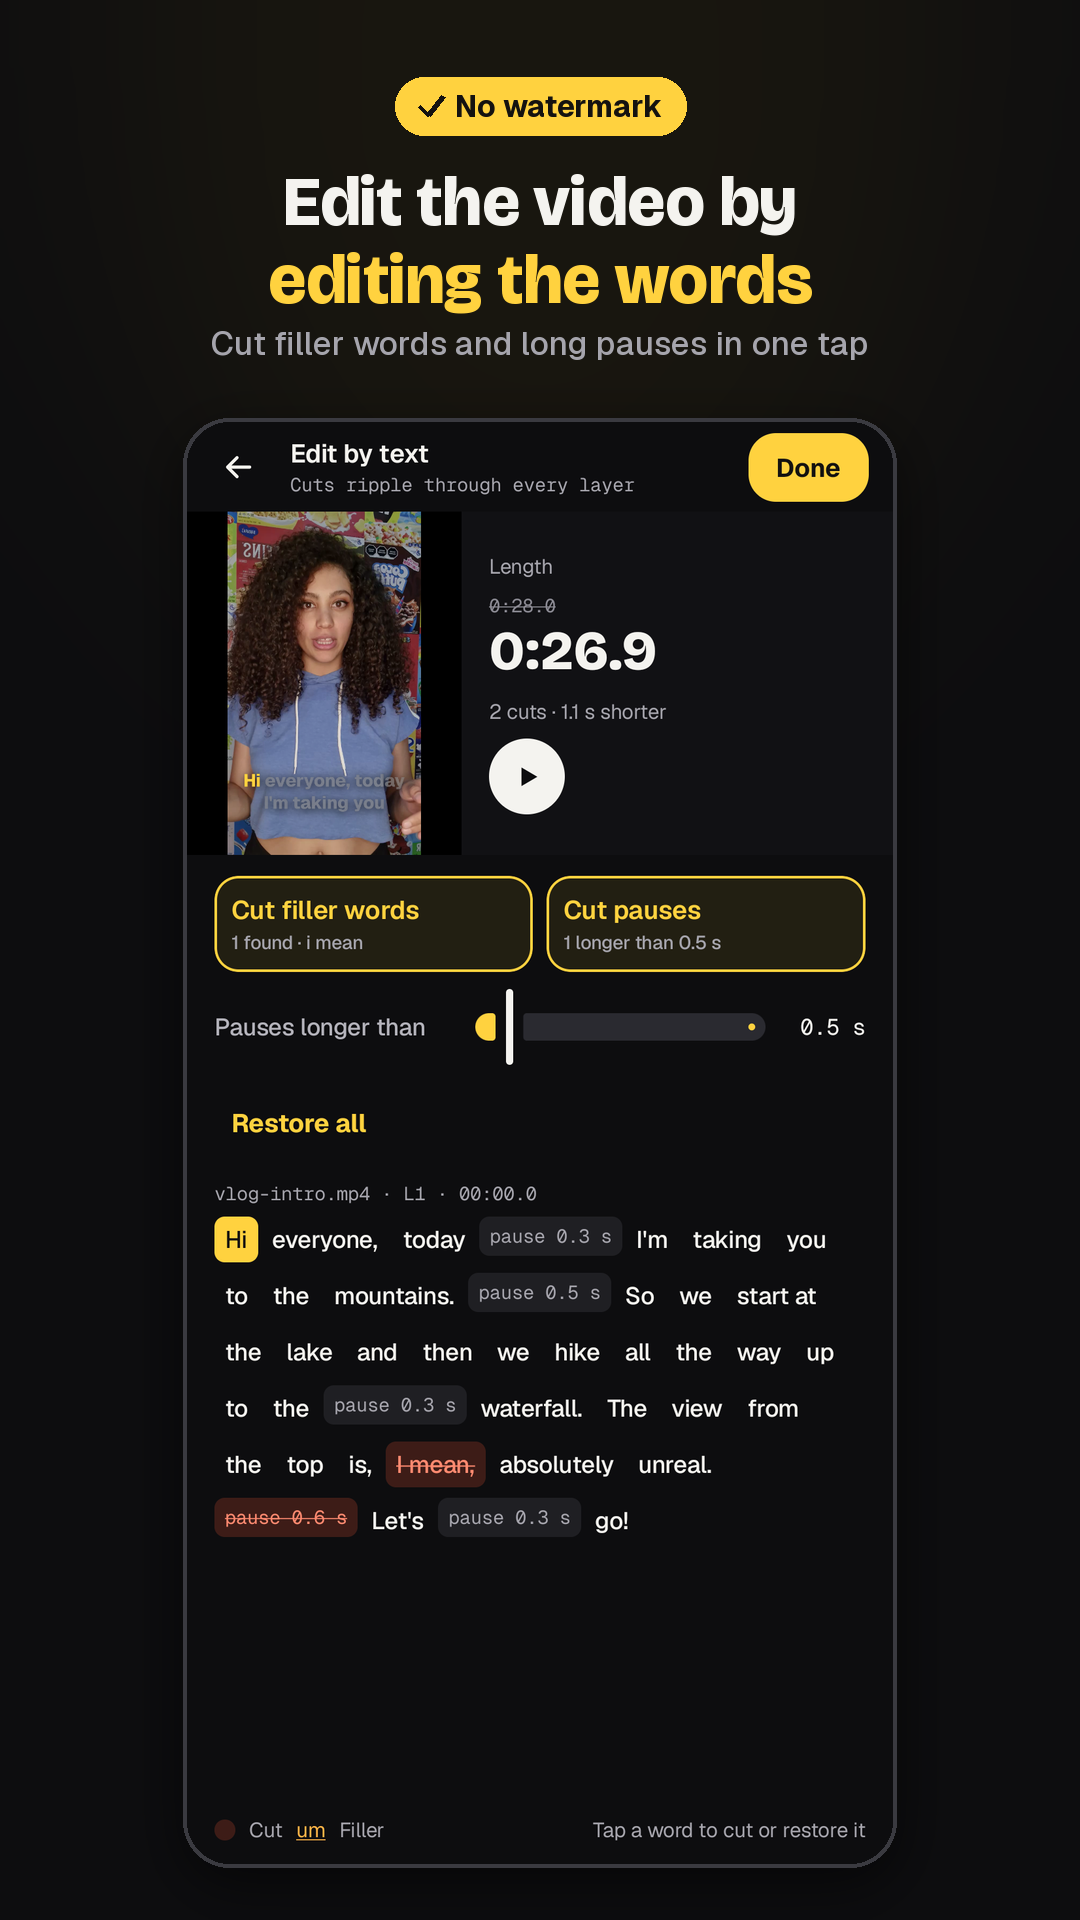 No watermark
Edit the video by
editing the words
Cut filler words and long pauses in one tap
Edit by text
Cuts ripple through every layer
Done
Hi everyone, today
I'm taking you
Length
0:28.0
0:26.9
2 cuts · 1.1 s shorter
Cut filler words
1 found · i mean
Cut pauses
1 longer than 0.5 s
Pauses longer than
0.5 s
Restore all
vlog-intro.mp4 · L1 · 00:00.0
Hi everyone, today pause 0.3 s I'm taking you
to the mountains. pause 0.5 s So we start at
the lake and then we hike all the way up
to the pause 0.3 s waterfall. The view from
the top is, I mean, absolutely unreal.
pause 0.6 s Let's pause 0.3 s go!
Cut um Filler
Tap a word to cut or restore it